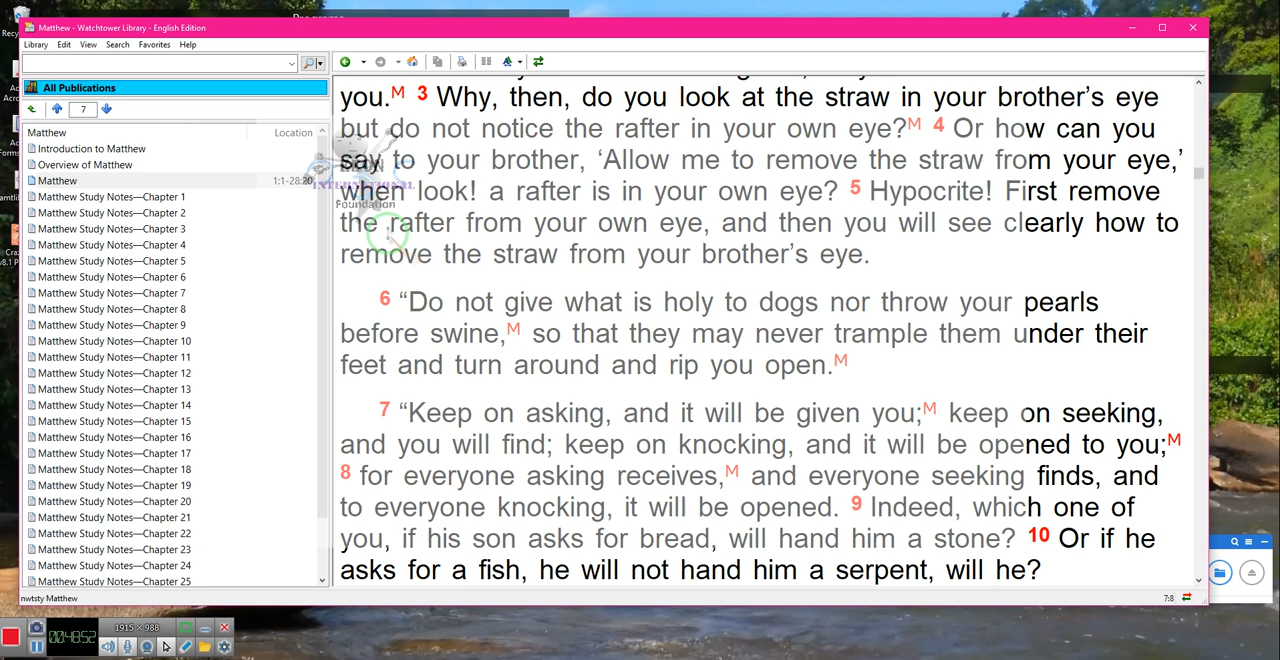 Matthew - Watchtower Library - English Edition
Library Edit View Search Favorites Help
All Publications
7
Matthew Location
Introduction to Matthew
Overview of Matthew
Matthew 1:1-28:20
Matthew Study Notes—Chapter 1
Matthew Study Notes—Chapter 2
Matthew Study Notes—Chapter 3
Matthew Study Notes—Chapter 4
Matthew Study Notes—Chapter 5
Matthew Study Notes—Chapter 6
Matthew Study Notes—Chapter 7
Matthew Study Notes—Chapter 8
Matthew Study Notes—Chapter 9
Matthew Study Notes—Chapter 10
Matthew Study Notes—Chapter 11
Matthew Study Notes—Chapter 12
Matthew Study Notes—Chapter 13
Matthew Study Notes—Chapter 14
Matthew Study Notes—Chapter 15
Matthew Study Notes—Chapter 16
Matthew Study Notes—Chapter 17
Matthew Study Notes—Chapter 18
Matthew Study Notes—Chapter 19
Matthew Study Notes—Chapter 20
Matthew Study Notes—Chapter 21
Matthew Study Notes—Chapter 22
Matthew Study Notes—Chapter 23
Matthew Study Notes—Chapter 24
Matthew Study Notes—Chapter 25
you.M 3 Why, then, do you look at the straw in your brother’s eye
but do not notice the rafter in your own eye?M 4 Or how can you
say to your brother, ‘Allow me to remove the straw from your eye,’
when look! a rafter is in your own eye? 5 Hypocrite! First remove
the rafter from your own eye, and then you will see clearly how to
remove the straw from your brother’s eye.
6 “Do not give what is holy to dogs nor throw your pearls
before swine,M so that they may never trample them under their
feet and turn around and rip you open.M
7 “Keep on asking, and it will be given you;M keep on seeking,
and you will find; keep on knocking, and it will be opened to you;M
8 for everyone asking receives,M and everyone seeking finds, and
to everyone knocking, it will be opened. 9 Indeed, which one of
you, if his son asks for bread, will hand him a stone? 10 Or if he
asks for a fish, he will not hand him a serpent, will he?
INTERNATIONAL
Foundation
nwtsty Matthew
7:8
1915 × 988
00:48:52